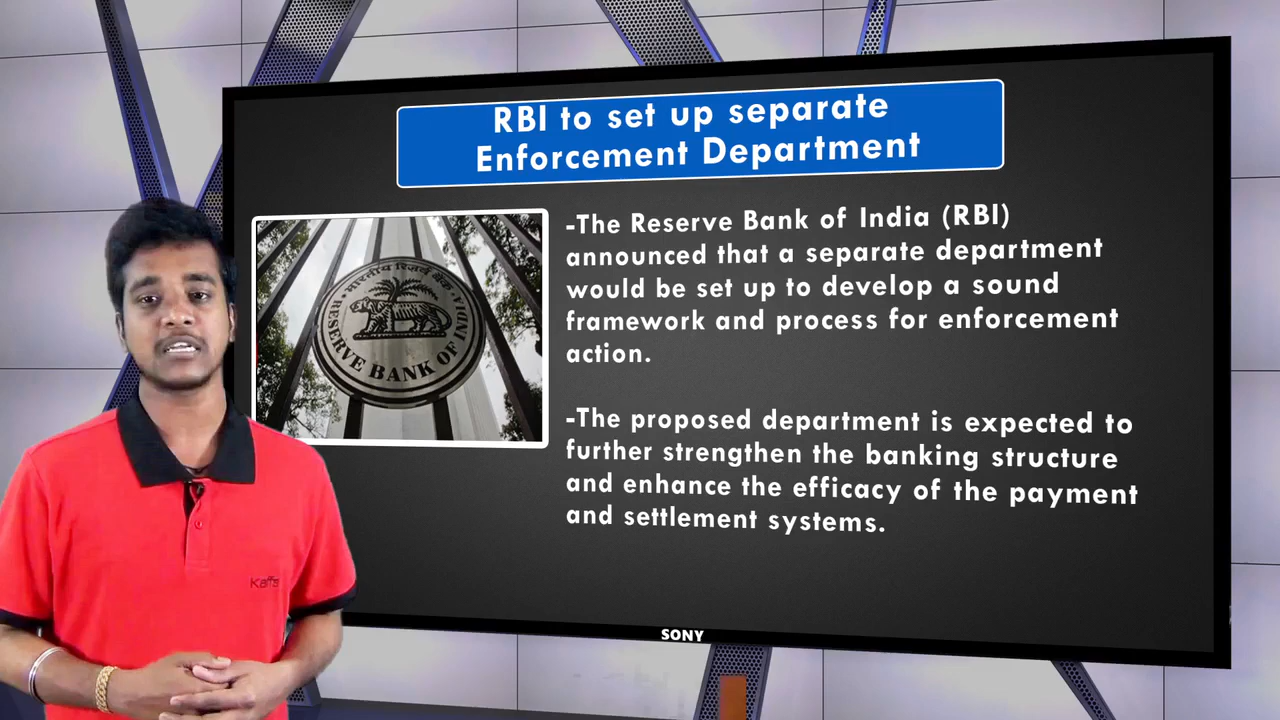 RBI to set up separate
Enforcement Department
-The Reserve Bank of India (RBI)
announced that a separate department
would be set up to develop a sound
framework and process for enforcement
action.
-The proposed department is expected to
further strengthen the banking structure
and enhance the efficacy of the payment
and settlement systems.
भारतीय रिज़र्व बैंक
RESERVE BANK OF INDIA
Kaffs
SONY